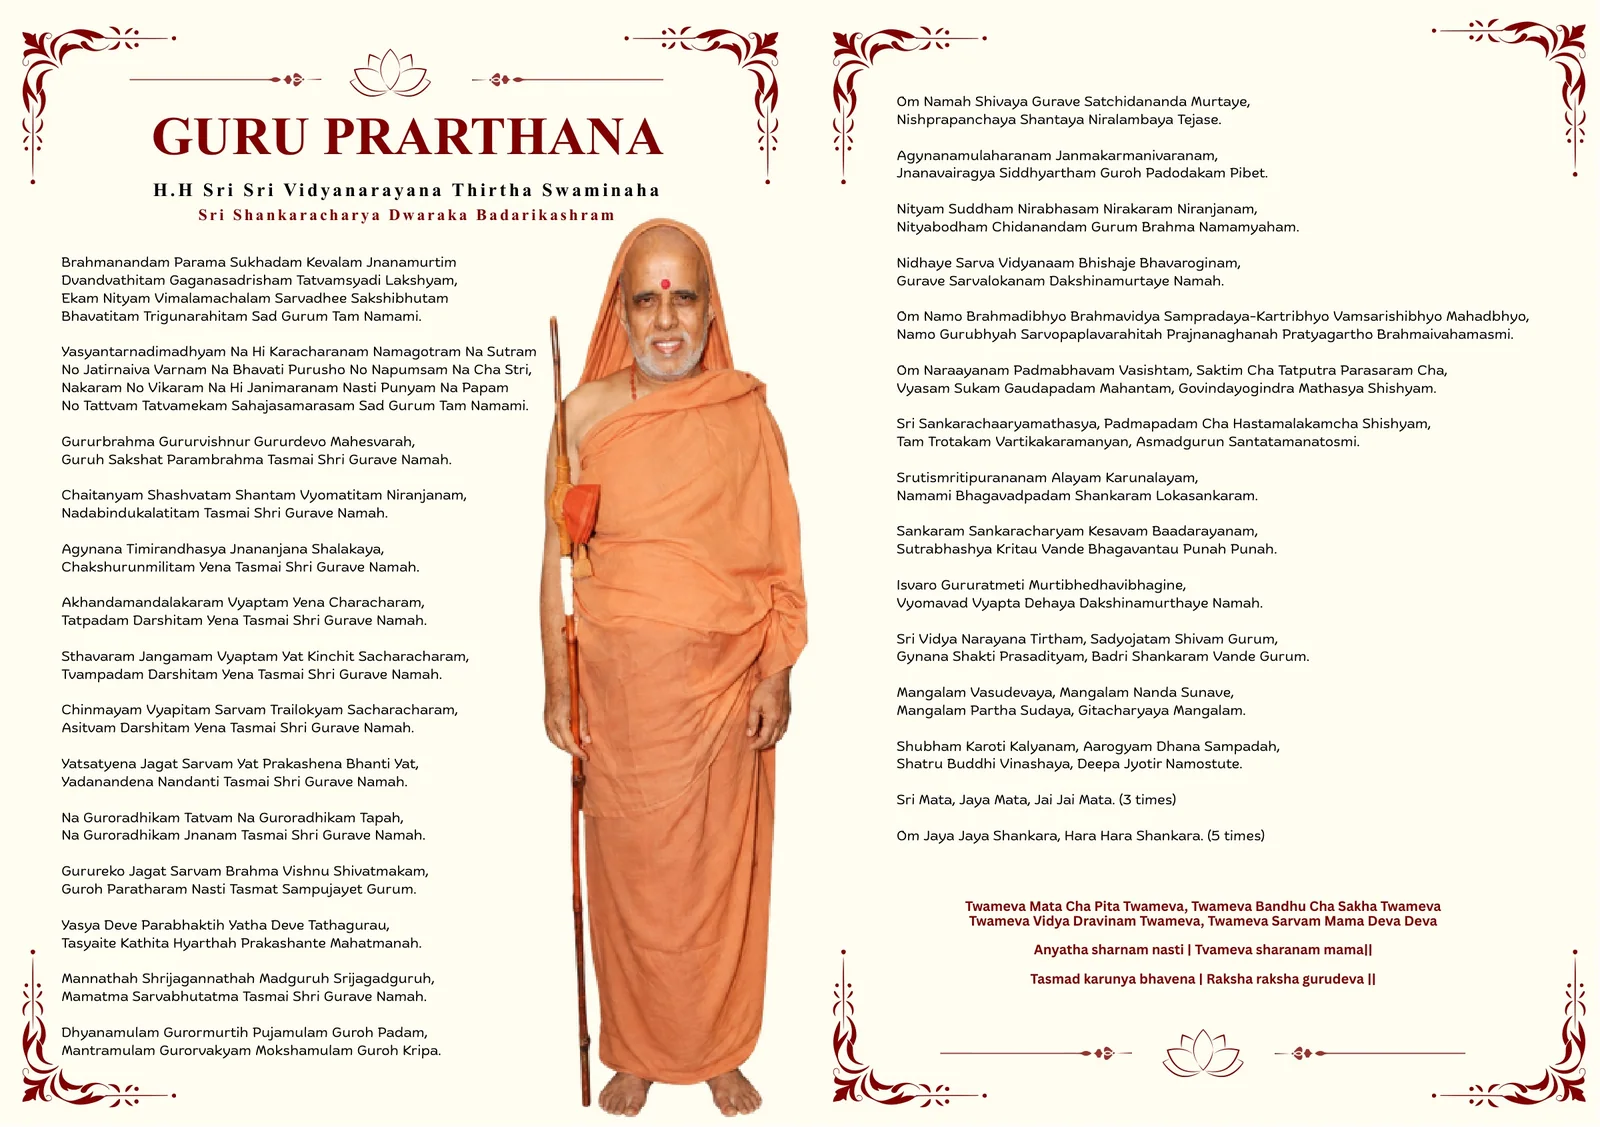 GURU PRARTHANA
H.H Sri Sri Vidyanarayana Thirtha Swaminaha
Sri Shankaracharya Dwaraka Badarikashram
Brahmanandam Parama Sukhadam Kevalam Jnanamurtim
Dvandvathitam Gaganasadrisham Tatvamsyadi Lakshyam,
Ekam Nityam Vimalamachalam Sarvadhee Sakshibhutam
Bhavatitam Trigunarahitam Sad Gurum Tam Namami.
Yasyantarnadimadhyam Na Hi Karacharanam Namagotram Na Sutram
No Jatirnaiva Varnam Na Bhavati Purusho No Napumsam Na Cha Stri,
Nakaram No Vikaram Na Hi Janimaranam Nasti Punyam Na Papam
No Tattvam Tatvamekam Sahajasamarasam Sad Gurum Tam Namami.
Gururbrahma Gururvishnur Gururdevo Mahesvarah,
Guruh Sakshat Parambrahma Tasmai Shri Gurave Namah.
Chaitanyam Shashvatam Shantam Vyomatitam Niranjanam,
Nadabindukalatitam Tasmai Shri Gurave Namah.
Agynana Timirandhasya Jnananjana Shalakaya,
Chakshurunmilitam Yena Tasmai Shri Gurave Namah.
Akhandamandalakaram Vyaptam Yena Characharam,
Tatpadam Darshitam Yena Tasmai Shri Gurave Namah.
Sthavaram Jangamam Vyaptam Yat Kinchit Sacharacharam,
Tvampadam Darshitam Yena Tasmai Shri Gurave Namah.
Chinmayam Vyapitam Sarvam Trailokyam Sacharacharam,
Asitvam Darshitam Yena Tasmai Shri Gurave Namah.
Yatsatyena Jagat Sarvam Yat Prakashena Bhanti Yat,
Yadanandena Nandanti Tasmai Shri Gurave Namah.
Na Guroradhikam Tatvam Na Guroradhikam Tapah,
Na Guroradhikam Jnanam Tasmai Shri Gurave Namah.
Gurureko Jagat Sarvam Brahma Vishnu Shivatmakam,
Guroh Paratharam Nasti Tasmat Sampujayet Gurum.
Yasya Deve Parabhaktih Yatha Deve Tathagurau,
Tasyaite Kathita Hyarthah Prakashante Mahatmanah.
Mannathah Shrijagannathah Madguruh Srijagadguruh,
Mamatma Sarvabhutatma Tasmai Shri Gurave Namah.
Dhyanamulam Gurormurtih Pujamulam Guroh Padam,
Mantramulam Gurorvakyam Mokshamulam Guroh Kripa.
Om Namah Shivaya Gurave Satchidananda Murtaye,
Nishprapanchaya Shantaya Niralambaya Tejase.
Agynanamulaharanam Janmakarmanivaranam,
Jnanavairagya Siddhyartham Guroh Padodakam Pibet.
Nityam Suddham Nirabhasam Nirakaram Niranjanam,
Nityabodham Chidanandam Gurum Brahma Namamyaham.
Nidhaye Sarva Vidyanaam Bhishaje Bhavaroginam,
Gurave Sarvalokanam Dakshinamurtaye Namah.
Om Namo Brahmadibhyo Brahmavidya Sampradaya-Kartribhyo Vamsarishibhyo Mahadbhyo,
Namo Gurubhyah Sarvopaplavarahitah Prajnanaghanah Pratyagartho Brahmaivahamasmi.
Om Naraayanam Padmabhavam Vasishtam, Saktim Cha Tatputra Parasaram Cha,
Vyasam Sukam Gaudapadam Mahantam, Govindayogindra Mathasya Shishyam.
Sri Sankarachaaryamathasya, Padmapadam Cha Hastamalakamcha Shishyam,
Tam Trotakam Vartikakaramanyan, Asmadgurun Santatamanatosmi.
Srutismritipurananam Alayam Karunalayam,
Namami Bhagavadpadam Shankaram Lokasankaram.
Sankaram Sankaracharyam Kesavam Baadarayanam,
Sutrabhashya Kritau Vande Bhagavantau Punah Punah.
Isvaro Gururatmeti Murtibhedhavibhagine,
Vyomavad Vyapta Dehaya Dakshinamurthaye Namah.
Sri Vidya Narayana Tirtham, Sadyojatam Shivam Gurum,
Gynana Shakti Prasadityam, Badri Shankaram Vande Gurum.
Mangalam Vasudevaya, Mangalam Nanda Sunave,
Mangalam Partha Sudaya, Gitacharyaya Mangalam.
Shubham Karoti Kalyanam, Aarogyam Dhana Sampadah,
Shatru Buddhi Vinashaya, Deepa Jyotir Namostute.
Sri Mata, Jaya Mata, Jai Jai Mata. (3 times)
Om Jaya Jaya Shankara, Hara Hara Shankara. (5 times)
Twameva Mata Cha Pita Twameva, Twameva Bandhu Cha Sakha Twameva
Twameva Vidya Dravinam Twameva, Twameva Sarvam Mama Deva Deva
Anyatha sharnam nasti | Tvameva sharanam mama||
Tasmad karunya bhavena | Raksha raksha gurudeva ||